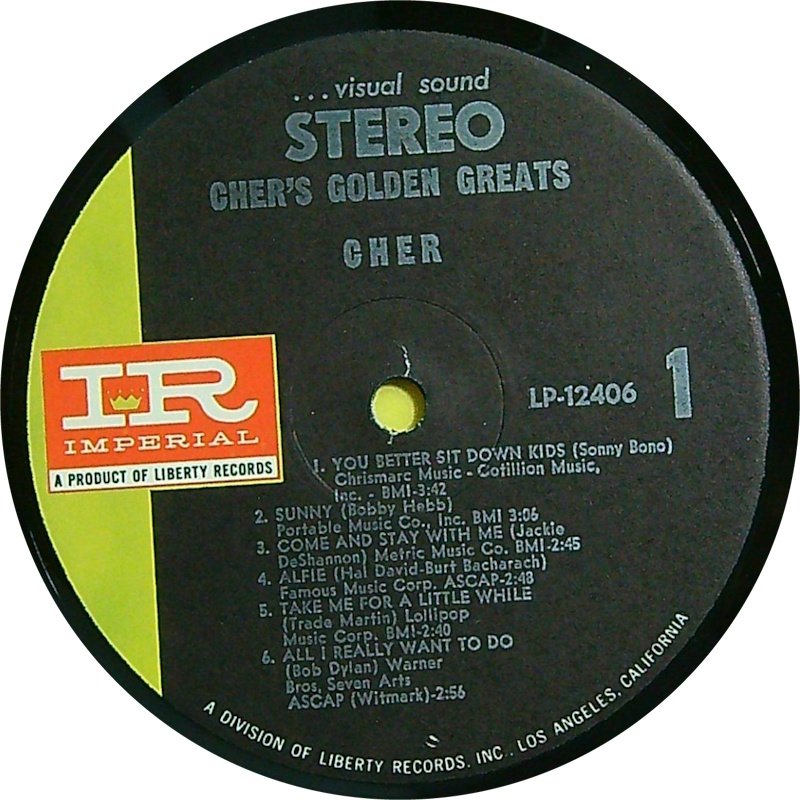 ...visual sound
STEREO
CHER'S GOLDEN GREATS
CHER
IR
IMPERIAL
A PRODUCT OF LIBERTY RECORDS
LP-12406
1
1. YOU BETTER SIT DOWN KIDS (Sonny Bono)
Chrismarc Music - Cotillion Music,
Inc. - BMI-3:42
2. SUNNY (Bobby Hebb)
Portable Music Co., Inc. BMI 3:06
3. COME AND STAY WITH ME (Jackie
DeShannon) Metric Music Co. BMI-2:45
4. ALFIE (Hal David-Burt Bacharach)
Famous Music Corp. ASCAP-2:48
5. TAKE ME FOR A LITTLE WHILE
(Trade Martin) Lollipop
Music Corp. BMI-2:40
6. ALL I REALLY WANT TO DO
(Bob Dylan) Warner
Bros. Seven Arts
ASCAP (Witmark)-2:56
A DIVISION OF LIBERTY RECORDS, INC., LOS ANGELES, CALIFORNIA